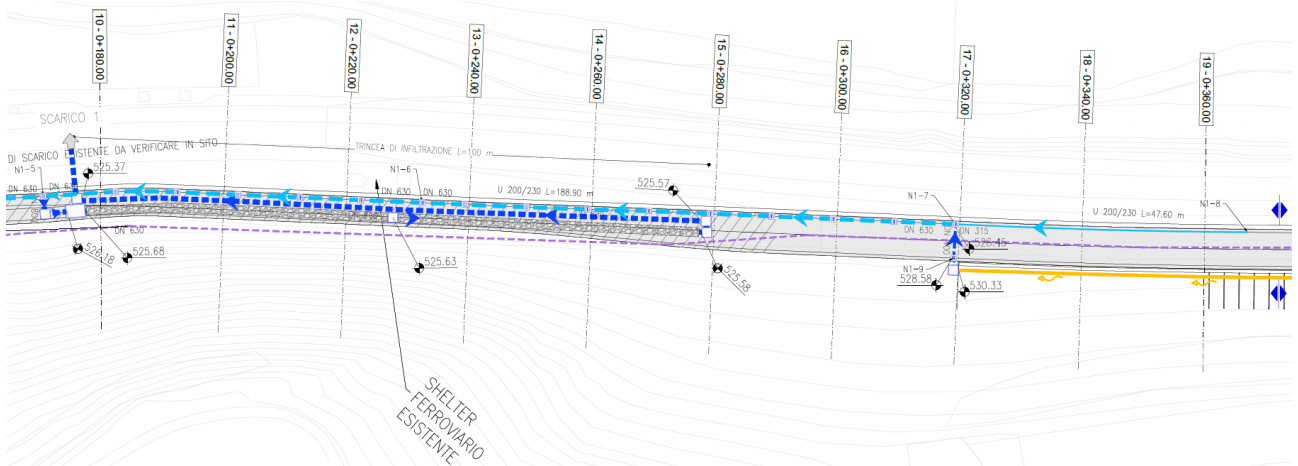 10 - 0+180.00
11 - 0+200.00
12 - 0+220.00
13 - 0+240.00
14 - 0+260.00
15 - 0+280.00
16 - 0+300.00
17 - 0+320.00
18 - 0+340.00
19 - 0+360.00
SCARICO 1
DI SCARICO ESISTENTE DA VERIFICARE IN SITO
TRINCEA DI INFILTRAZIONE L=100 m
N1-5
525.37
N1-6
DN 630
DN 630
DN 630
DN 630
U 200/230 L=188.90 m
525.57
N1-7
U 200/230 L=47.60 m
N1-8
DN 630
DN 630
DN 315
528.45
526.18
525.68
525.63
525.58
N1-9
528.58
530.33
SHELTER
FERROVIARIO
ESISTENTE